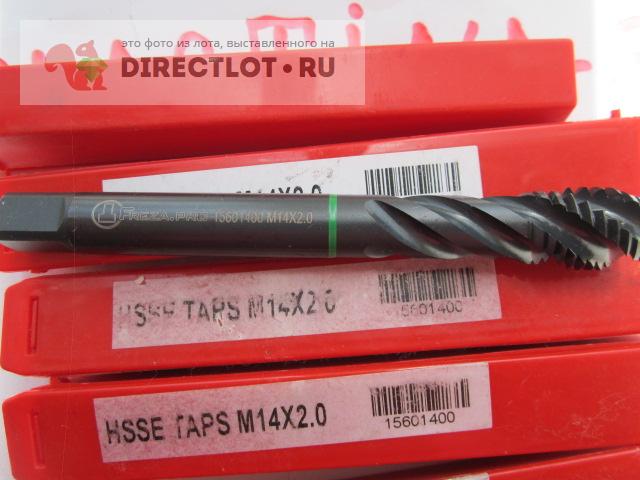 это фото из лота, выставленного на
DIRECTLOT.RU
M14X2.0
FREZA.PRO 15601400 M14X2.0
HSSE TAPS M14X2.0
15601400
HSSE TAPS M14X2.0
15601400